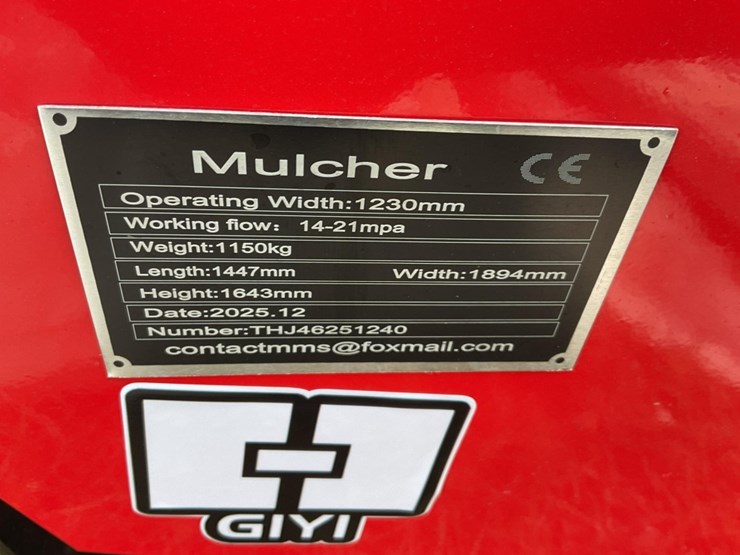 Mulcher CE
Operating Width:1230mm
Working flow: 14-21mpa
Weight:1150kg
Length:1447mm Width:1894mm
Height:1643mm
Date:2025.12
Number:THJ46251240
contactmms@foxmail.com
GIYI